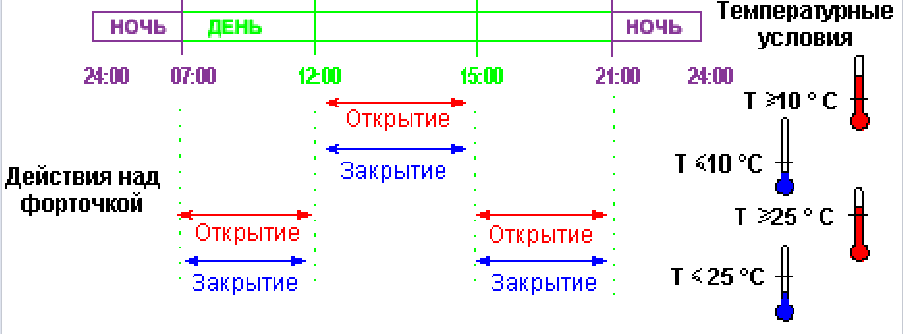 Температурные
условия
НОЧЬ ДЕНЬ НОЧЬ
24:00 07:00 12:00 15:00 21:00 24:00
T ⩾10 °C
Открытие
T ⩽10 °C
Закрытие
Действия над
форточкой
T ⩾25 °C
Открытие Открытие
T ⩽25 °C
Закрытие Закрытие